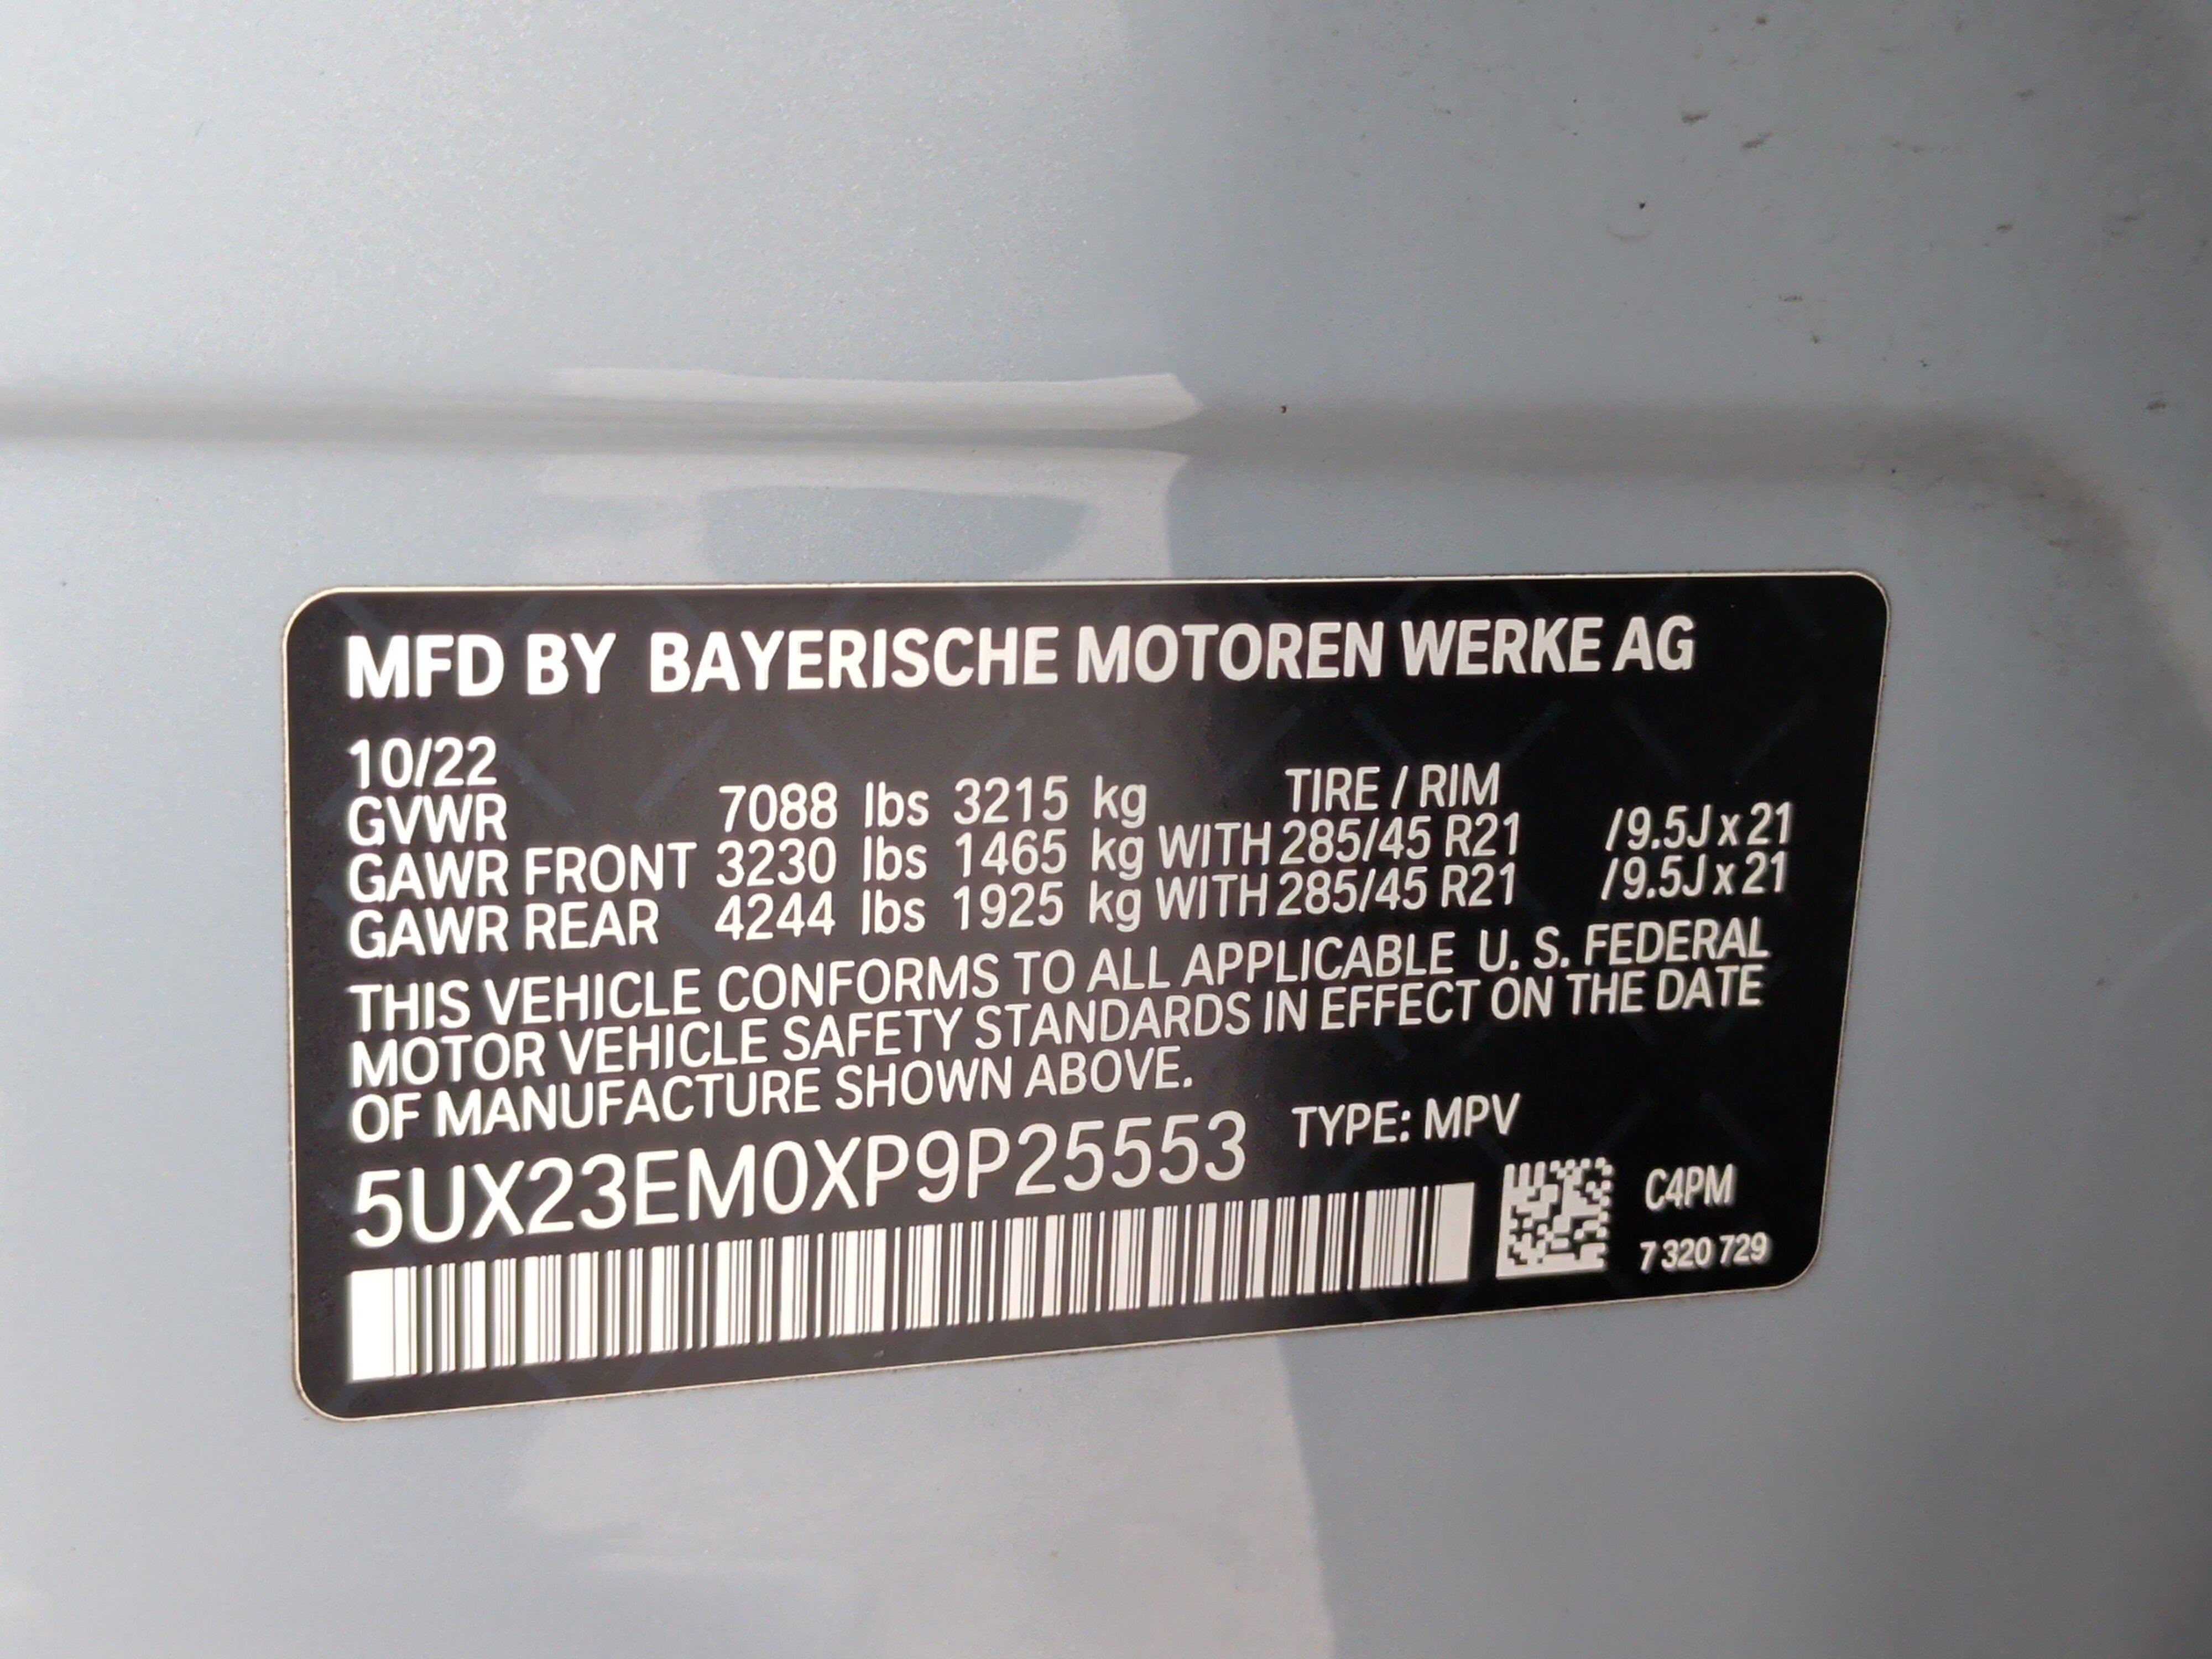 MFD BY BAYERISCHE MOTOREN WERKE AG
10/22
GVWR 7088 lbs 3215 kg TIRE / RIM
GAWR FRONT 3230 lbs 1465 kg WITH 285/45 R21 /9.5J x 21
GAWR REAR 4244 lbs 1925 kg WITH 285/45 R21 /9.5J x 21
THIS VEHICLE CONFORMS TO ALL APPLICABLE U. S. FEDERAL
MOTOR VEHICLE SAFETY STANDARDS IN EFFECT ON THE DATE
OF MANUFACTURE SHOWN ABOVE.
5UX23EM0XP9P25553 TYPE: MPV
C4PM
7 320 729